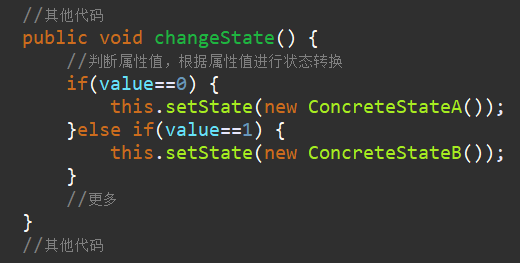 //其他代码
public void changeState() {
    //判断属性值，根据属性值进行状态转换
    if(value==0) {
        this.setState(new ConcreteStateA());
    }else if(value==1) {
        this.setState(new ConcreteStateB());
    }
    //更多
}
//其他代码